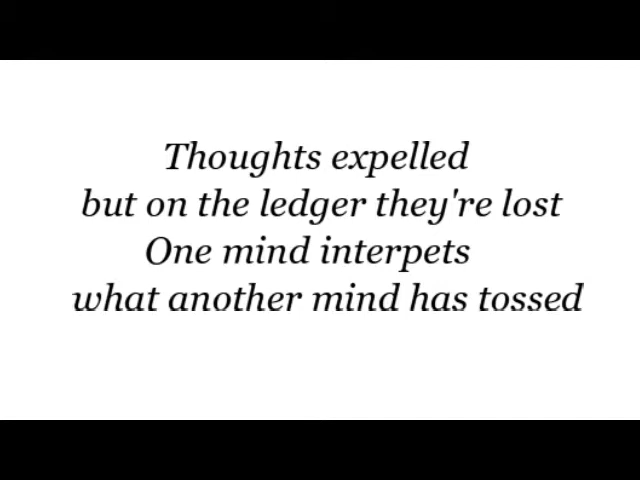 Thoughts expelled
but on the ledger they're lost
One mind interpets
what another mind has tossed